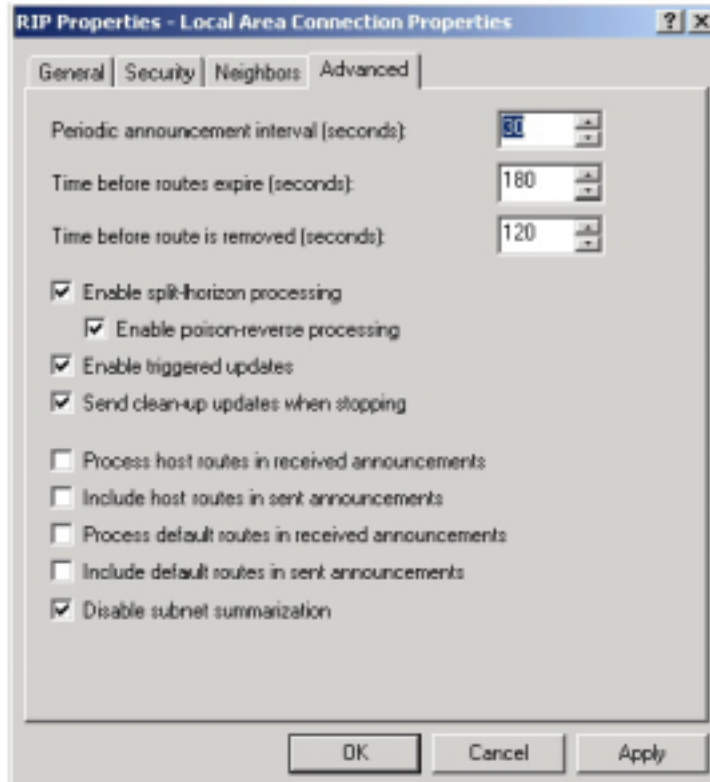 RIP Properties - Local Area Connection Properties
General Security Neighbors Advanced
Periodic announcement interval (seconds): 30
Time before routes expire (seconds): 180
Time before route is removed (seconds): 120
Enable split-horizon processing
Enable poison-reverse processing
Enable triggered updates
Send clean-up updates when stopping
Process host routes in received announcements
Include host routes in sent announcements
Process default routes in received announcements
Include default routes in sent announcements
Disable subnet summarization
OK Cancel Apply